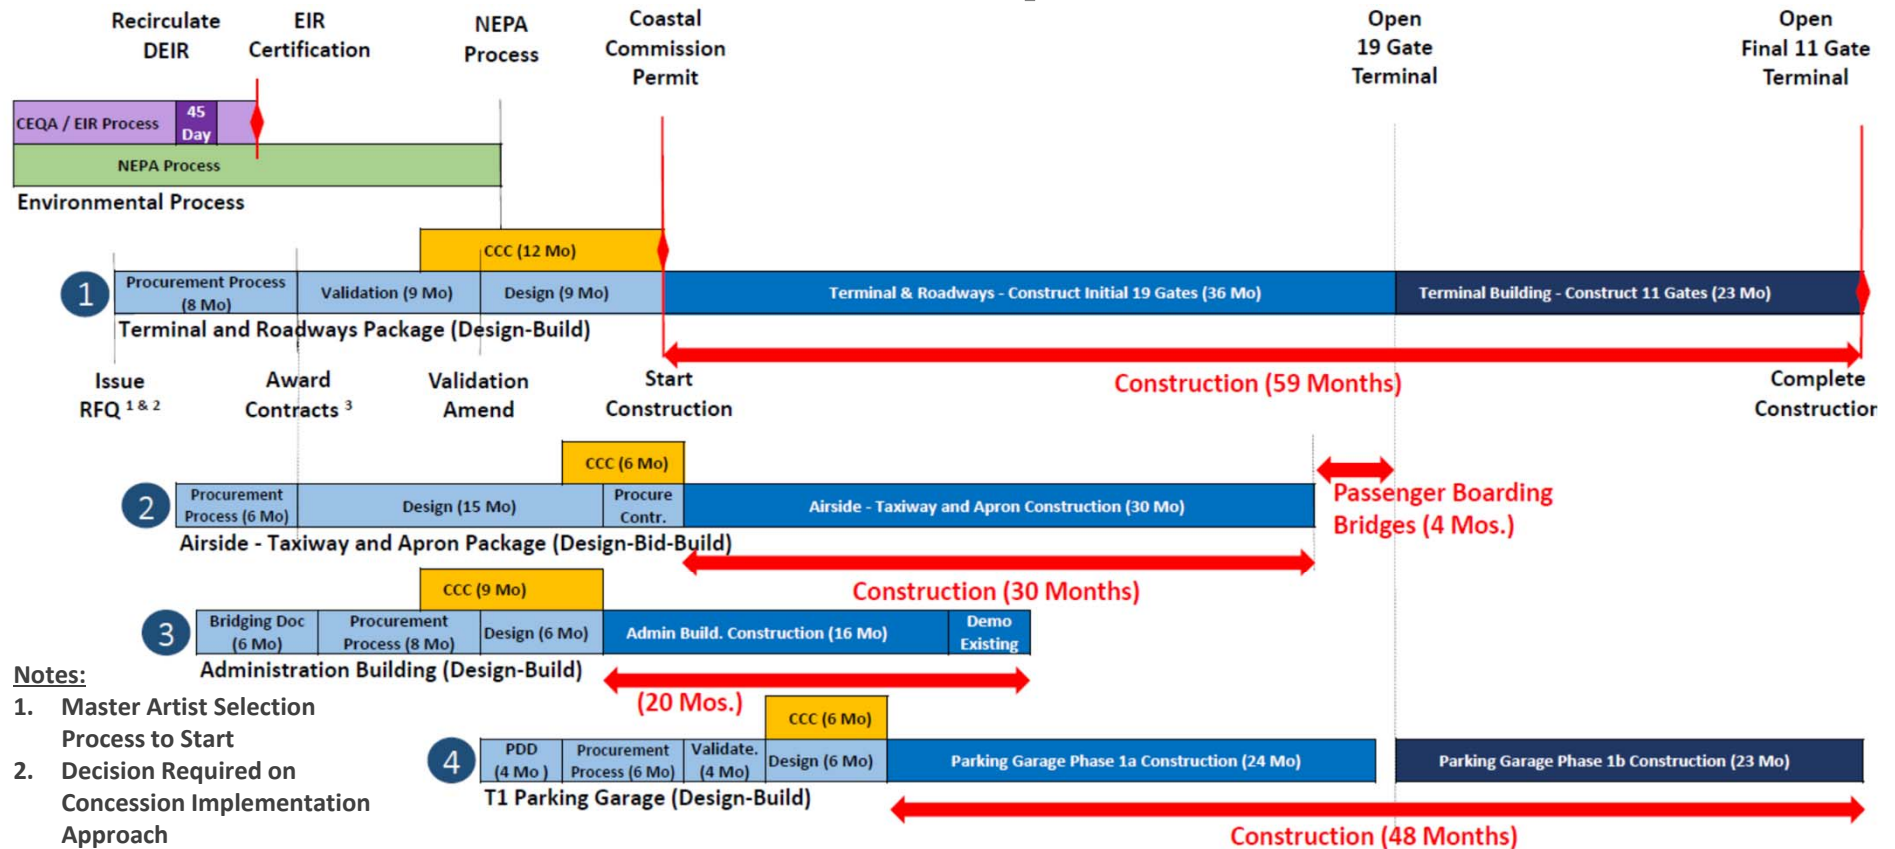 Recirculate
DEIR
EIR
Certification
NEPA
Process
Coastal
Commission
Permit
Open
19 Gate
Terminal
Open
Final 11 Gate
Terminal
CEQA / EIR Process
45
Day
NEPA Process
Environmental Process
CCC (12 Mo)
1
Procurement Process
(8 Mo)
Validation (9 Mo)
Design (9 Mo)
Terminal & Roadways - Construct Initial 19 Gates (36 Mo)
Terminal Building - Construct 11 Gates (23 Mo)
Terminal and Roadways Package (Design-Build)
Issue
RFQ 1 & 2
Award
Contracts 3
Validation
Amend
Start
Construction
Construction (59 Months)
Complete
Construction
CCC (6 Mo)
2
Procurement
Process (6 Mo)
Design (15 Mo)
Procure
Contr.
Airside - Taxiway and Apron Construction (30 Mo)
Passenger Boarding
Bridges (4 Mos.)
Airside - Taxiway and Apron Package (Design-Bid-Build)
Construction (30 Months)
CCC (9 Mo)
3
Bridging Doc
(6 Mo)
Procurement
Process (8 Mo)
Design (6 Mo)
Admin Build. Construction (16 Mo)
Demo
Existing
Administration Building (Design-Build)
(20 Mos.)
CCC (6 Mo)
4
PDD
(4 Mo )
Procurement
Process (6 Mo)
Validate.
(4 Mo)
Design (6 Mo)
Parking Garage Phase 1a Construction (24 Mo)
Parking Garage Phase 1b Construction (23 Mo)
T1 Parking Garage (Design-Build)
Construction (48 Months)
Notes:
1. Master Artist Selection
Process to Start
2. Decision Required on
Concession Implementation
Approach